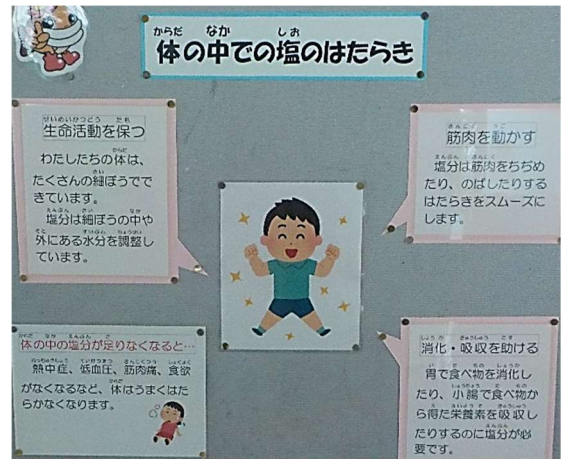 体の中での塩のはたらき
生命活動を保つ
わたしたちの体は、
たくさんの細ぼうでで
きています。
塩分は細ぼうの中や
外にある水分を調整し
ています。
筋肉を動かす
塩分は筋肉をちぢめ
たり、のばしたりする
はたらきをスムーズに
します。
体の中の塩分が足りなくなると…
熱中症、低血圧、筋肉痛、食欲
がなくなるなど、体はうまくはた
らかなくなります。
消化・吸収を助ける
胃で食べ物を消化し
たり、小腸で食べ物か
ら得た栄養素を吸収し
たりするのに塩分が必
要です。